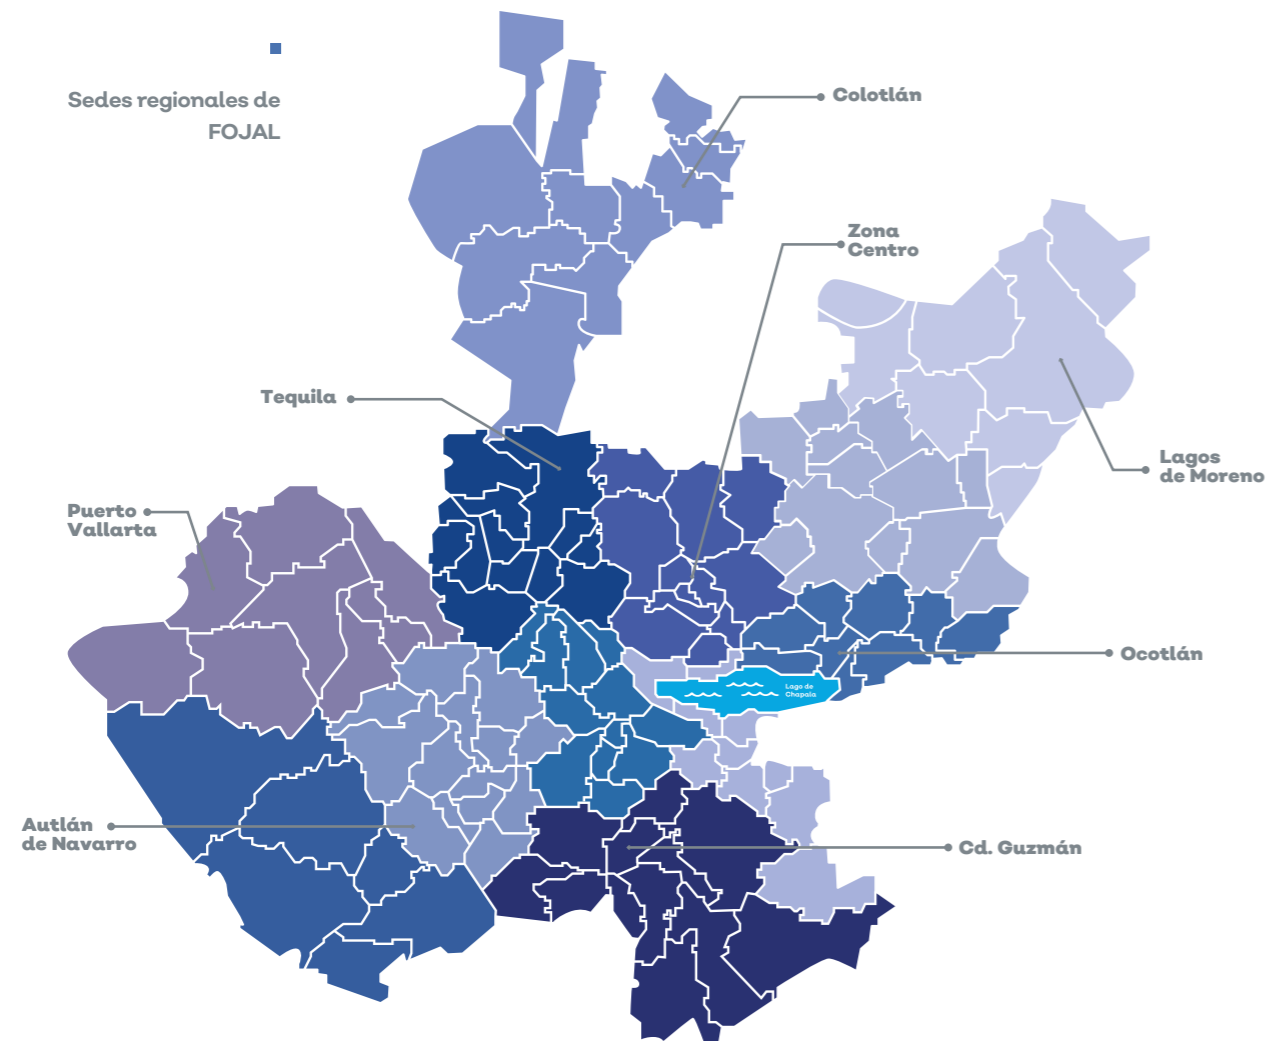 Sedes regionales de
FOJAL
Colotlán
Zona
Centro
Tequila
Lagos
de Moreno
Puerto
Vallarta
Ocotlán
Lago de
Chapala
Autlán
de Navarro
Cd. Guzmán